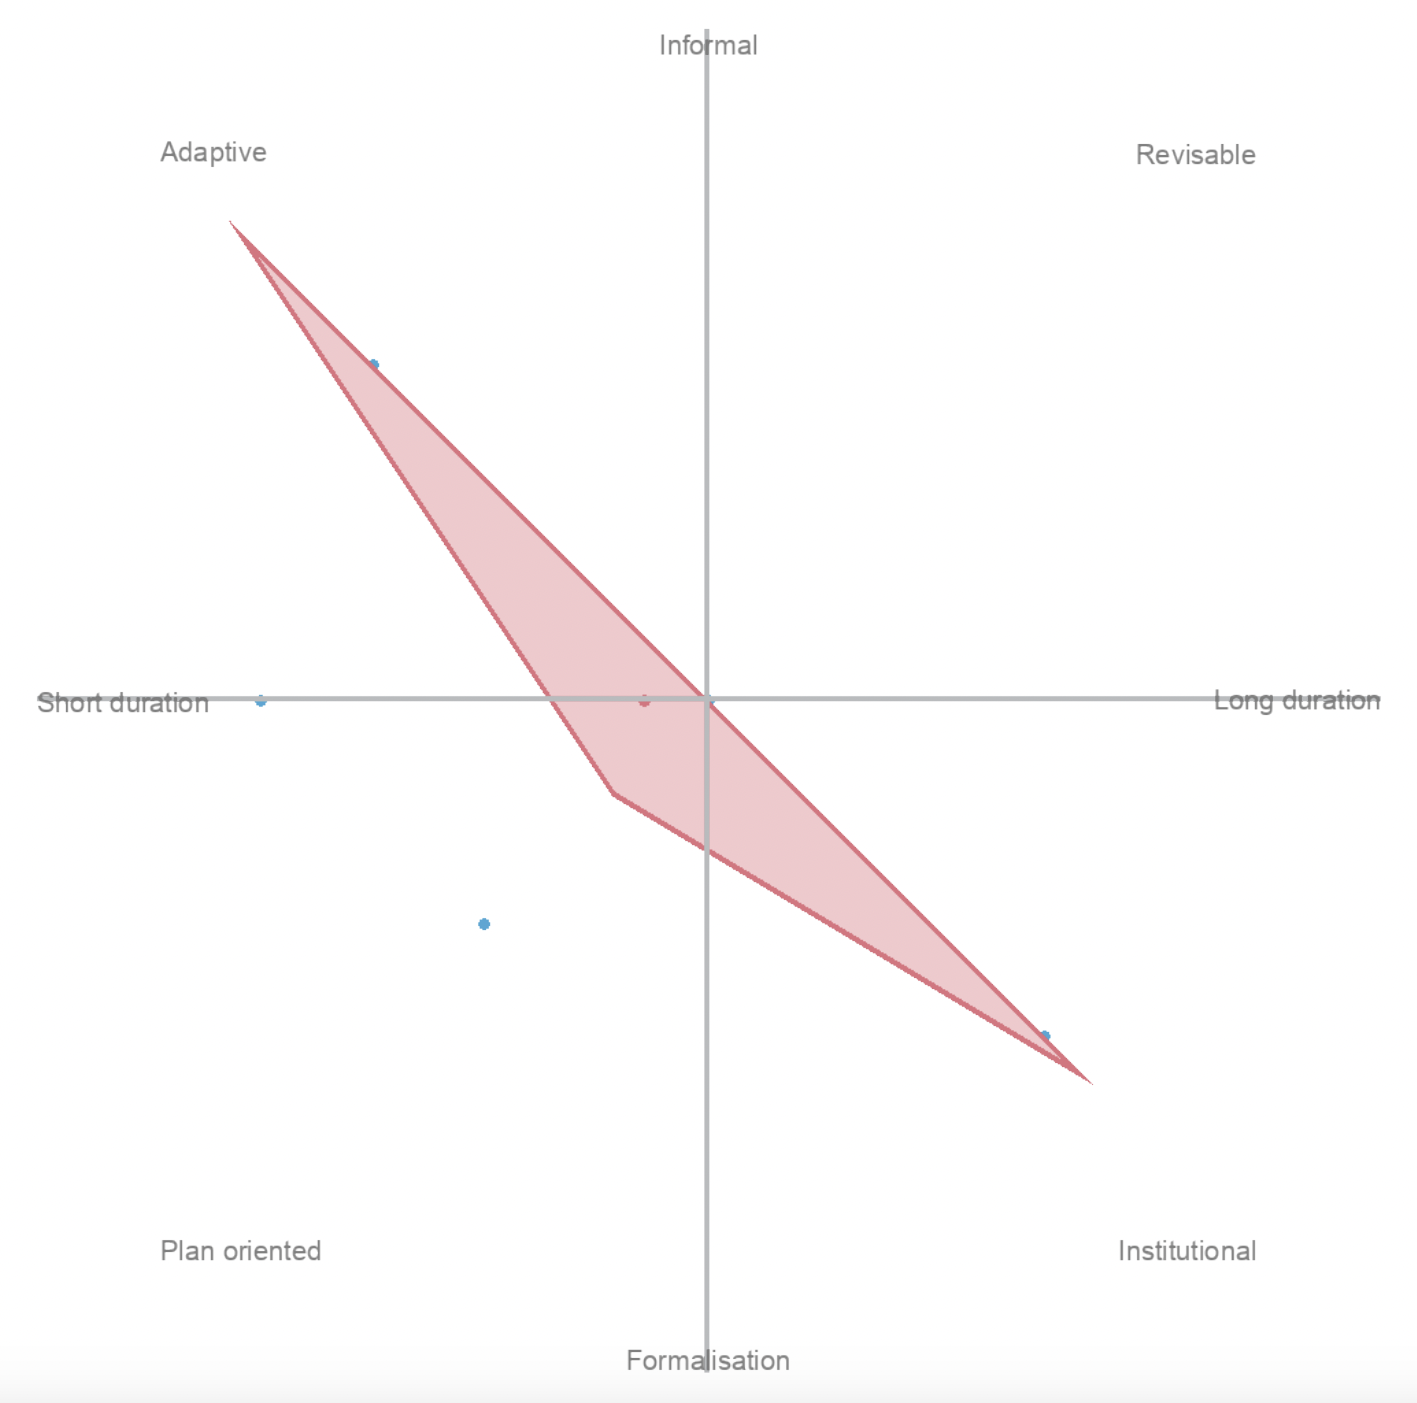 Informal
Adaptive
Revisable
Short duration
Long duration
Plan oriented
Institutional
Formalisation